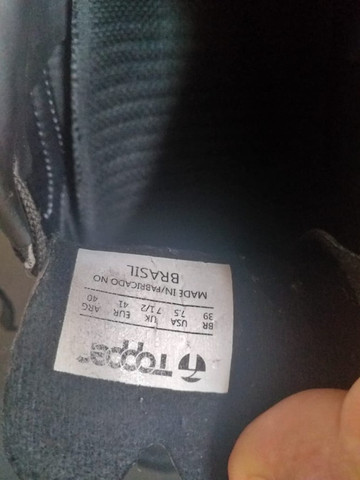 Topper
BR USA UK EUR ARG
39 7.5 7 1/2 41 40
MADE IN/FABRICADO NO
BRASIL